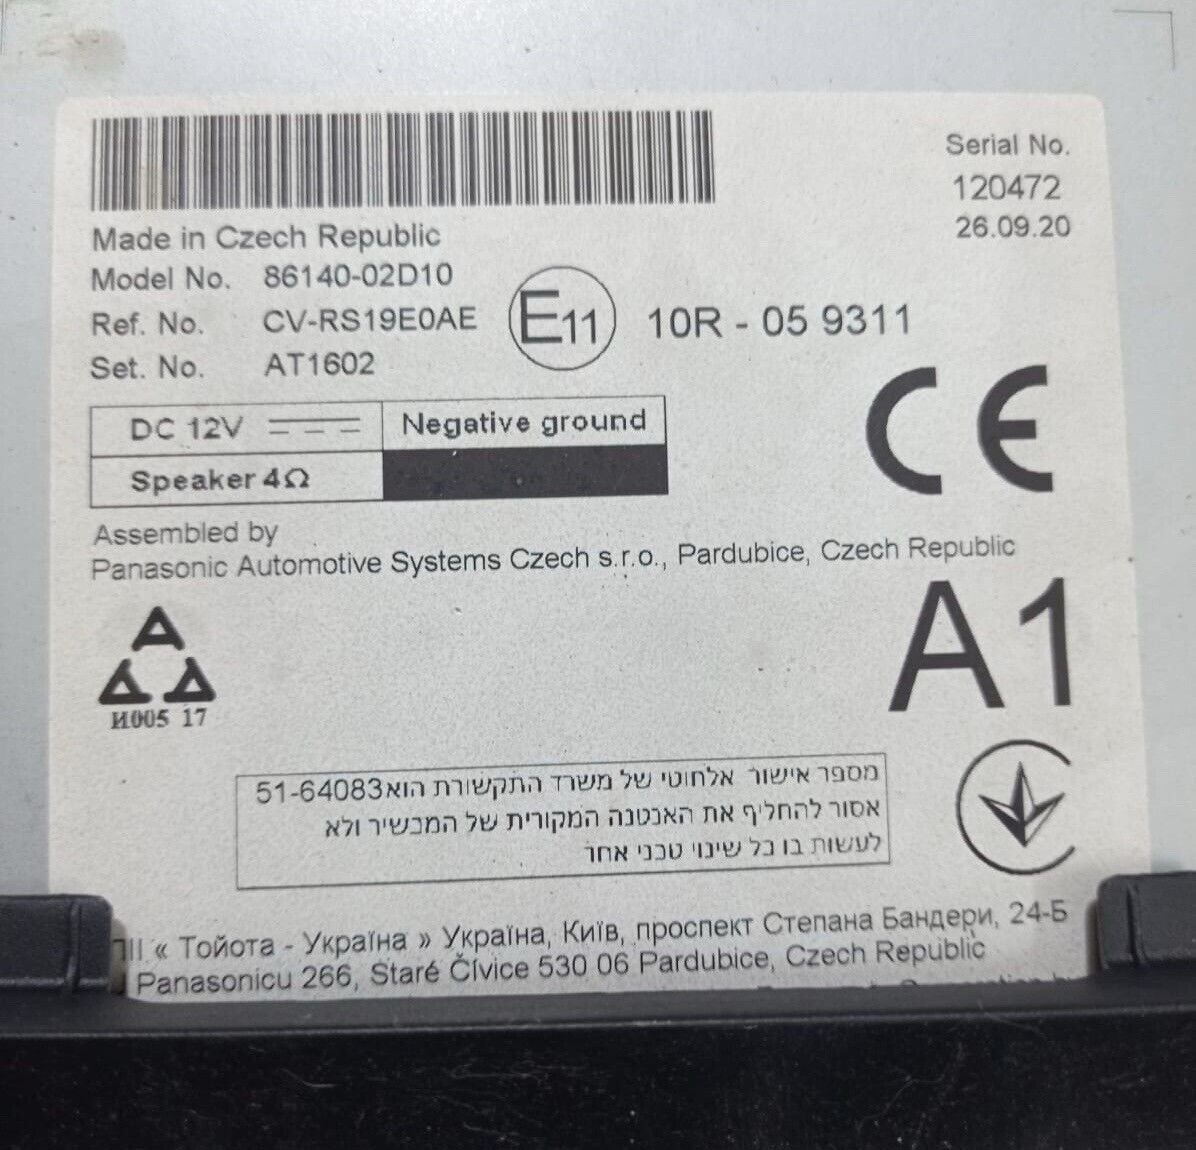 Serial No.
120472
26.09.20
Made in Czech Republic
Model No. 86140-02D10
Ref. No. CV-RS19E0AE
Set. No. AT1602
E11 10R - 05 9311
CE
DC 12V Negative ground
Speaker 4Ω
Assembled by
Panasonic Automotive Systems Czech s.r.o., Pardubice, Czech Republic
A1
И005 17
מספר אישור אלחוטי של משרד התקשורת הוא 51-64083
אסור להחליף את האנטנה המקורית של המכשיר ולא
לעשות בו כל שינוי טכני אחר
ПІІ « Тойота - Україна » Україна, Київ, проспект Степана Бандери, 24-Б
Panasonicu 266, Staré Čívice 530 06 Pardubice, Czech Republic